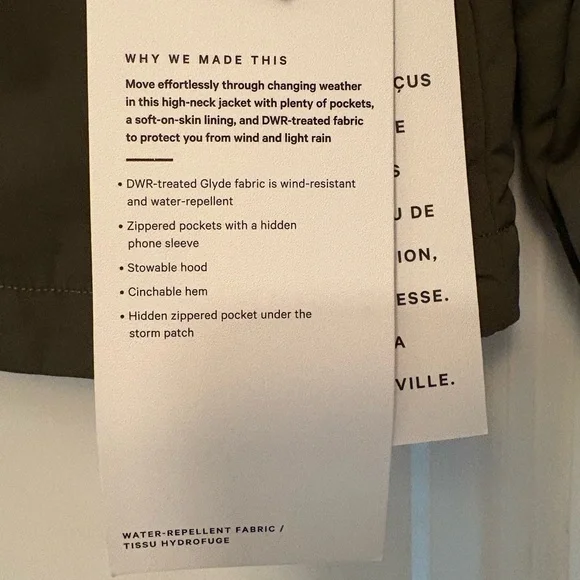 WHY WE MADE THIS
Move effortlessly through changing weather
in this high-neck jacket with plenty of pockets,
a soft-on-skin lining, and DWR-treated fabric
to protect you from wind and light rain
• DWR-treated Glyde fabric is wind-resistant
and water-repellent
• Zippered pockets with a hidden
phone sleeve
• Stowable hood
• Cinchable hem
• Hidden zippered pocket under the
storm patch
WATER-REPELLENT FABRIC /
TISSU HYDROFUGE
ÇUS
E
S
U DE
ION,
ESSE.
A
VILLE.